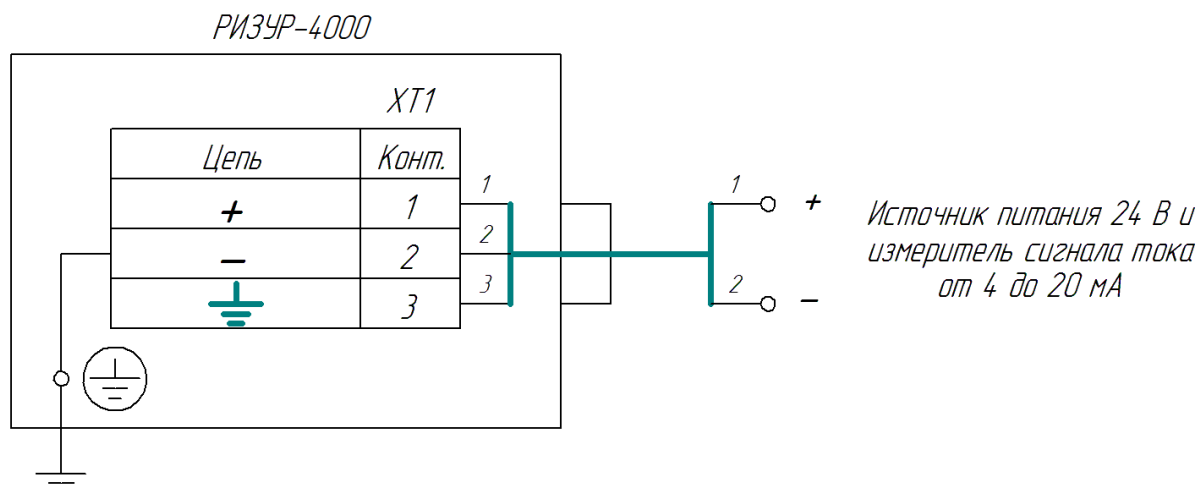 РИЗУР-4000
XT1
Цепь Конт.
+ 1
- 2
3
1
2
3
1 +
2 -
Источник питания 24 В и
измеритель сигнала тока
от 4 до 20 мА